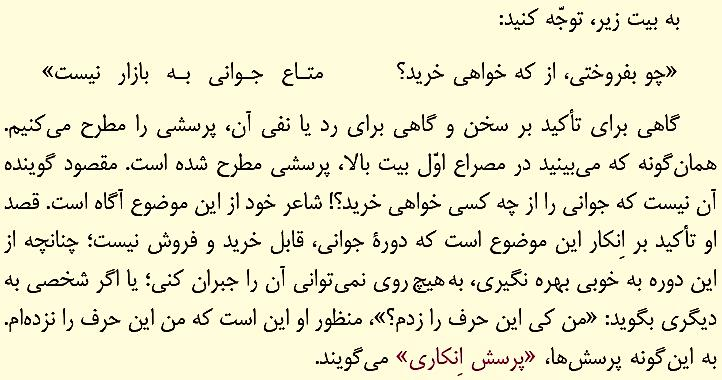 به بیت زیر، توجّه کنید:
«چو بفروختی، از که خواهی خرید؟ متـاع جـوانی بـه بازار نیست»
گاهی برای تأکید بر سخن و گاهی برای رد یا نفی آن، پرسشی را مطرح می‌کنیم.
همان‌گونه که می‌بینید در مصراع اوّل بیت بالا، پرسشی مطرح شده است. مقصود گوینده
آن نیست که جوانی را از چه کسی خواهی خرید؟! شاعر خود از این موضوع آگاه است. قصد
او تأکید بر اِنکار این موضوع است که دورهٔ جوانی، قابل خرید و فروش نیست؛ چنانچه از
این دوره به خوبی بهره نگیری، به‌هیچ‌روی نمی‌توانی آن را جبران کنی؛ یا اگر شخصی به
دیگری بگوید: «من کی این حرف را زدم؟»، منظور او این است که من این حرف را نزده‌ام.
به این‌گونه پرسش‌ها، «پرسش اِنکاری» می‌گویند.